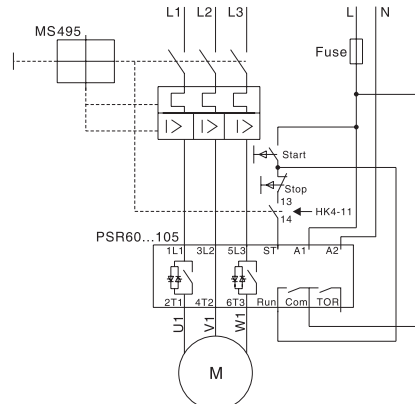 L1 L2 L3 L N
MS495
Fuse
I> I> I>
Start
Stop
13
14 HK4-11
PSR60...105
1L1 3L2 5L3 ST A1 A2
2T1 4T2 6T3 Run Com TOR
U1 V1 W1
M